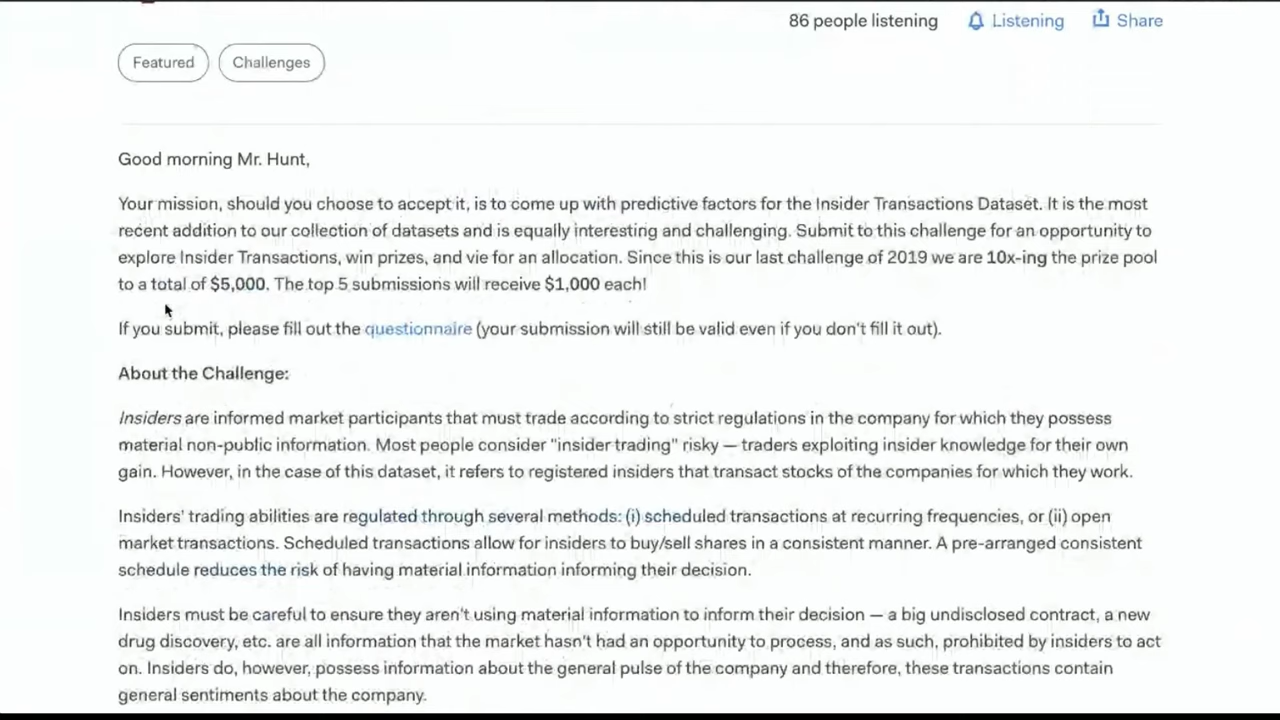 86 people listening Listening Share
Featured Challenges
Good morning Mr. Hunt,
Your mission, should you choose to accept it, is to come up with predictive factors for the Insider Transactions Dataset. It is the most
recent addition to our collection of datasets and is equally interesting and challenging. Submit to this challenge for an opportunity to
explore Insider Transactions, win prizes, and vie for an allocation. Since this is our last challenge of 2019 we are 10x-ing the prize pool
to a total of $5,000. The top 5 submissions will receive $1,000 each!
If you submit, please fill out the questionnaire (your submission will still be valid even if you don't fill it out).
About the Challenge:
Insiders are informed market participants that must trade according to strict regulations in the company for which they possess
material non-public information. Most people consider "insider trading" risky — traders exploiting insider knowledge for their own
gain. However, in the case of this dataset, it refers to registered insiders that transact stocks of the companies for which they work.
Insiders' trading abilities are regulated through several methods: (i) scheduled transactions at recurring frequencies, or (ii) open
market transactions. Scheduled transactions allow for insiders to buy/sell shares in a consistent manner. A pre-arranged consistent
schedule reduces the risk of having material information informing their decision.
Insiders must be careful to ensure they aren't using material information to inform their decision — a big undisclosed contract, a new
drug discovery, etc. are all information that the market hasn't had an opportunity to process, and as such, prohibited by insiders to act
on. Insiders do, however, possess information about the general pulse of the company and therefore, these transactions contain
general sentiments about the company.